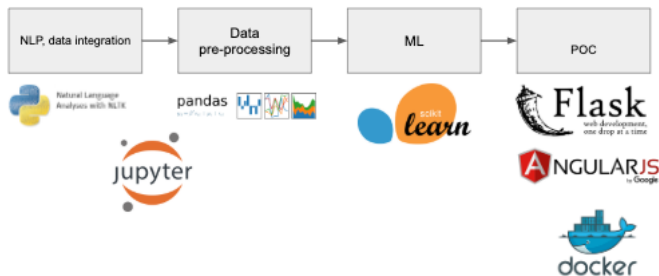 NLP, data integration
Data
pre-processing
ML
POC
Natural Language
Analyses with NLTK
pandas
scikit
learn
Flask
web development,
one drop at a time
ANGULARJS
by Google
jupyter
docker